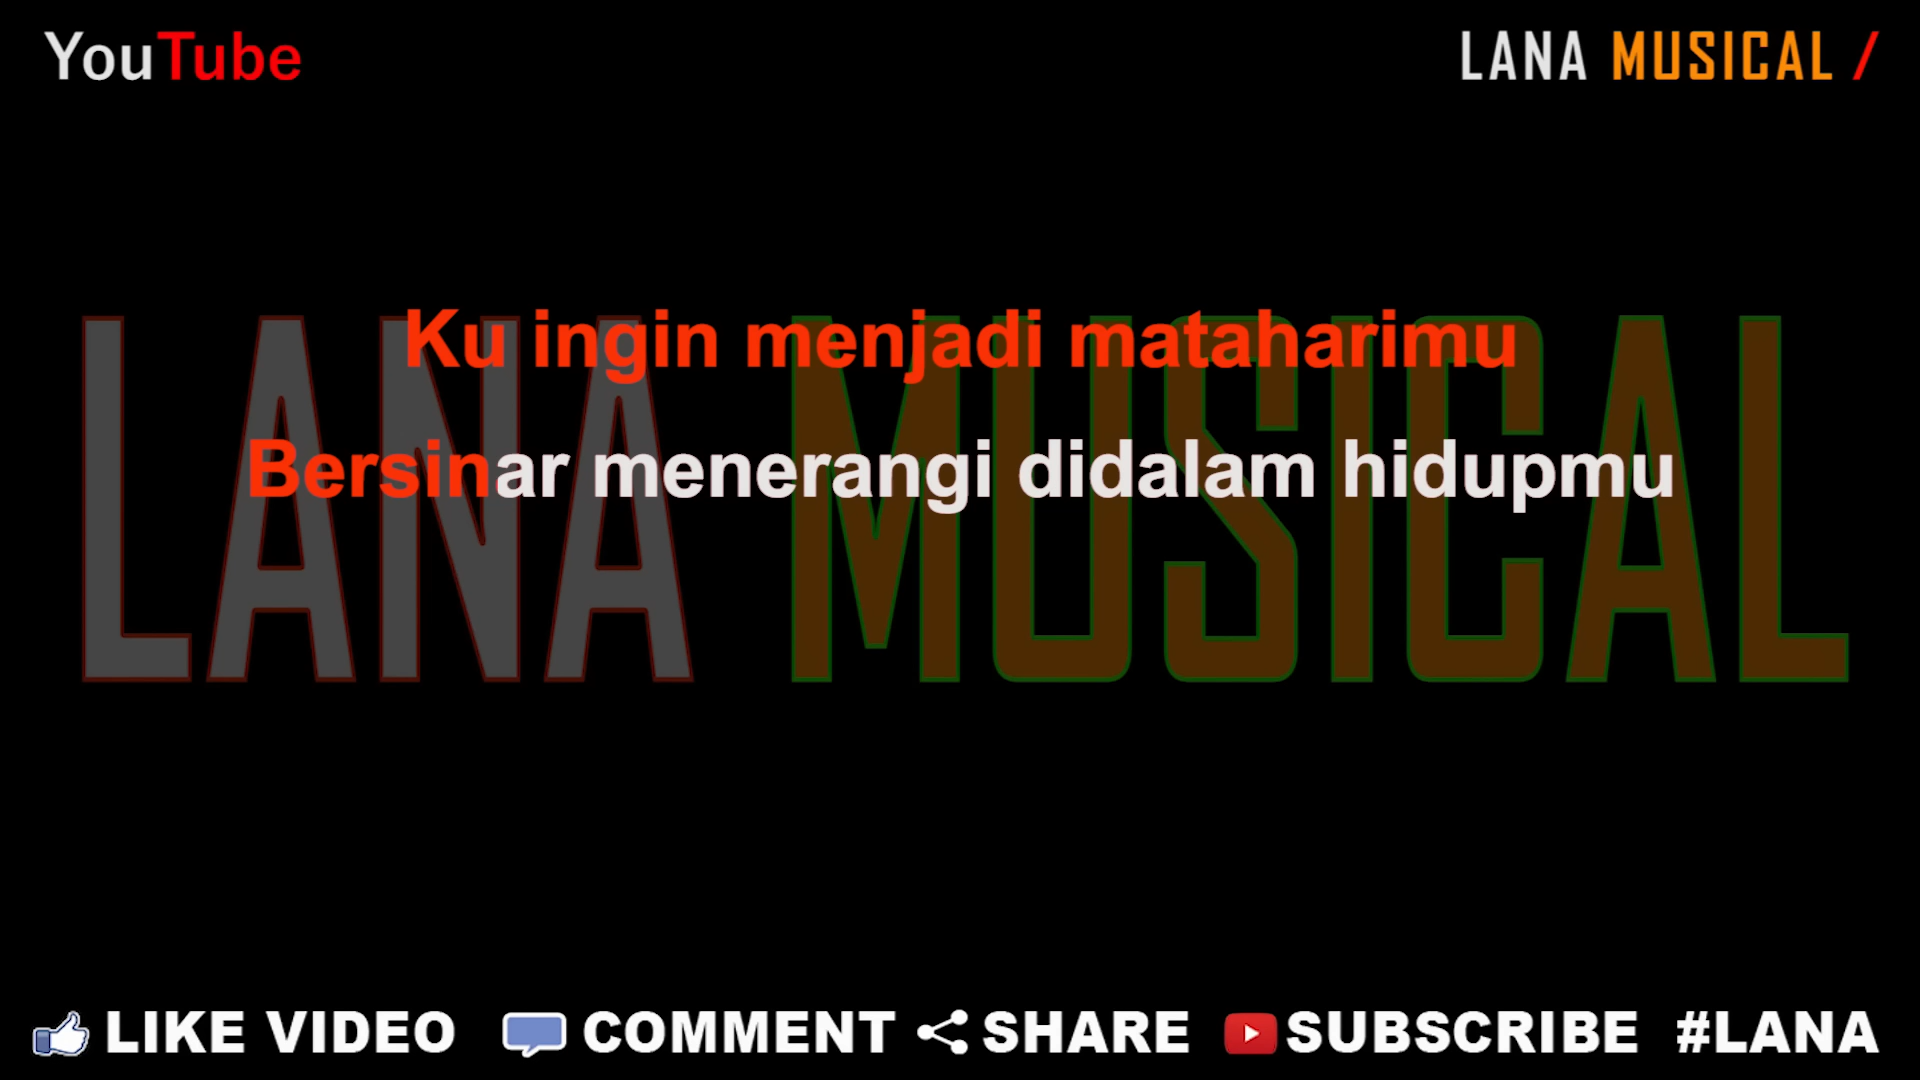 YouTube
LANA MUSICAL /
LANA MUSICAL
Ku ingin menjadi mataharimu
Bersinar menerangi didalam hidupmu
LIKE VIDEO COMMENT SHARE SUBSCRIBE #LANA